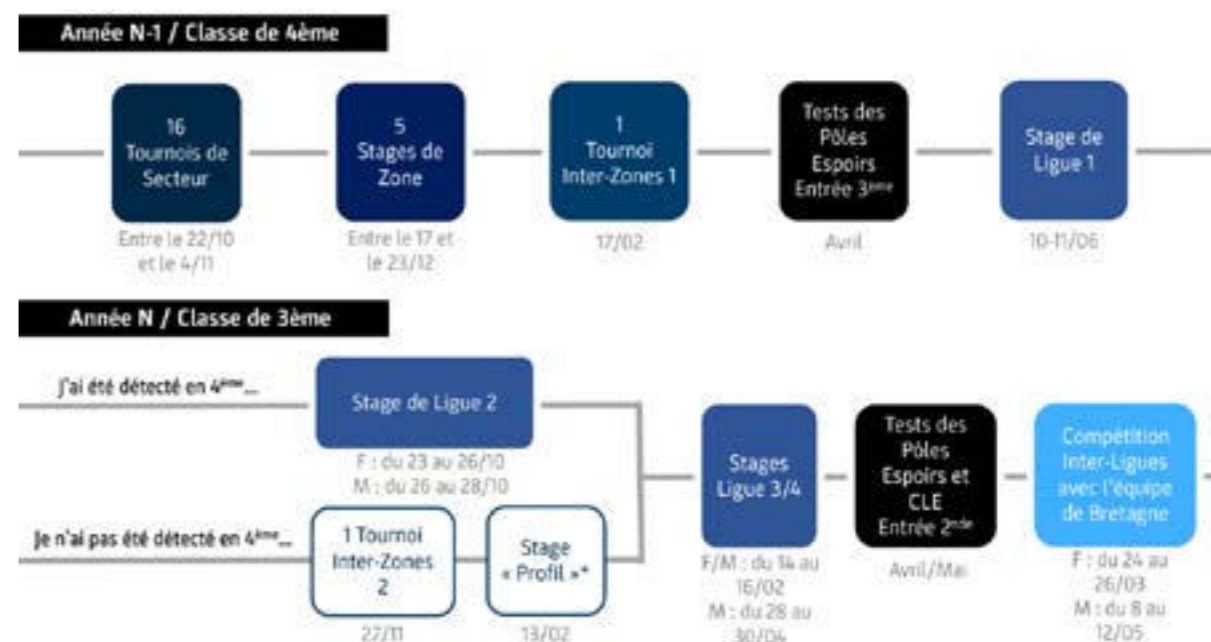 Année N-1 / Classe de 4ème
16
Tournois de
Secteur
Entre le 22/10
et le 4/11
5
Stages de
Zone
Entre le 17 et
le 23/12
1
Tournoi
Inter-Zones 1
17/02
Tests des
Pôles
Espoirs
Entrée 3ème
Avril
Stage de
Ligue 1
10-11/06
Année N / Classe de 3ème
J'ai été détecté en 4ème...
Stage de Ligue 2
F : du 23 au 26/10
M : du 26 au 28/10
Je n'ai pas été détecté en 4ème...
1 Tournoi
Inter-Zones
2
27/11
Stage
« Profil »*
13/02
Stages
Ligue 3/4
F/M : du 14 au
16/02
M : du 28 au
30/04
Tests des
Pôles
Espoirs et
CLE
Entrée 2nde
Avril/Mai
Compétition
Inter-Ligues
avec l'équipe
de Bretagne
F : du 24 au
26/03
M : du 8 au
12/05